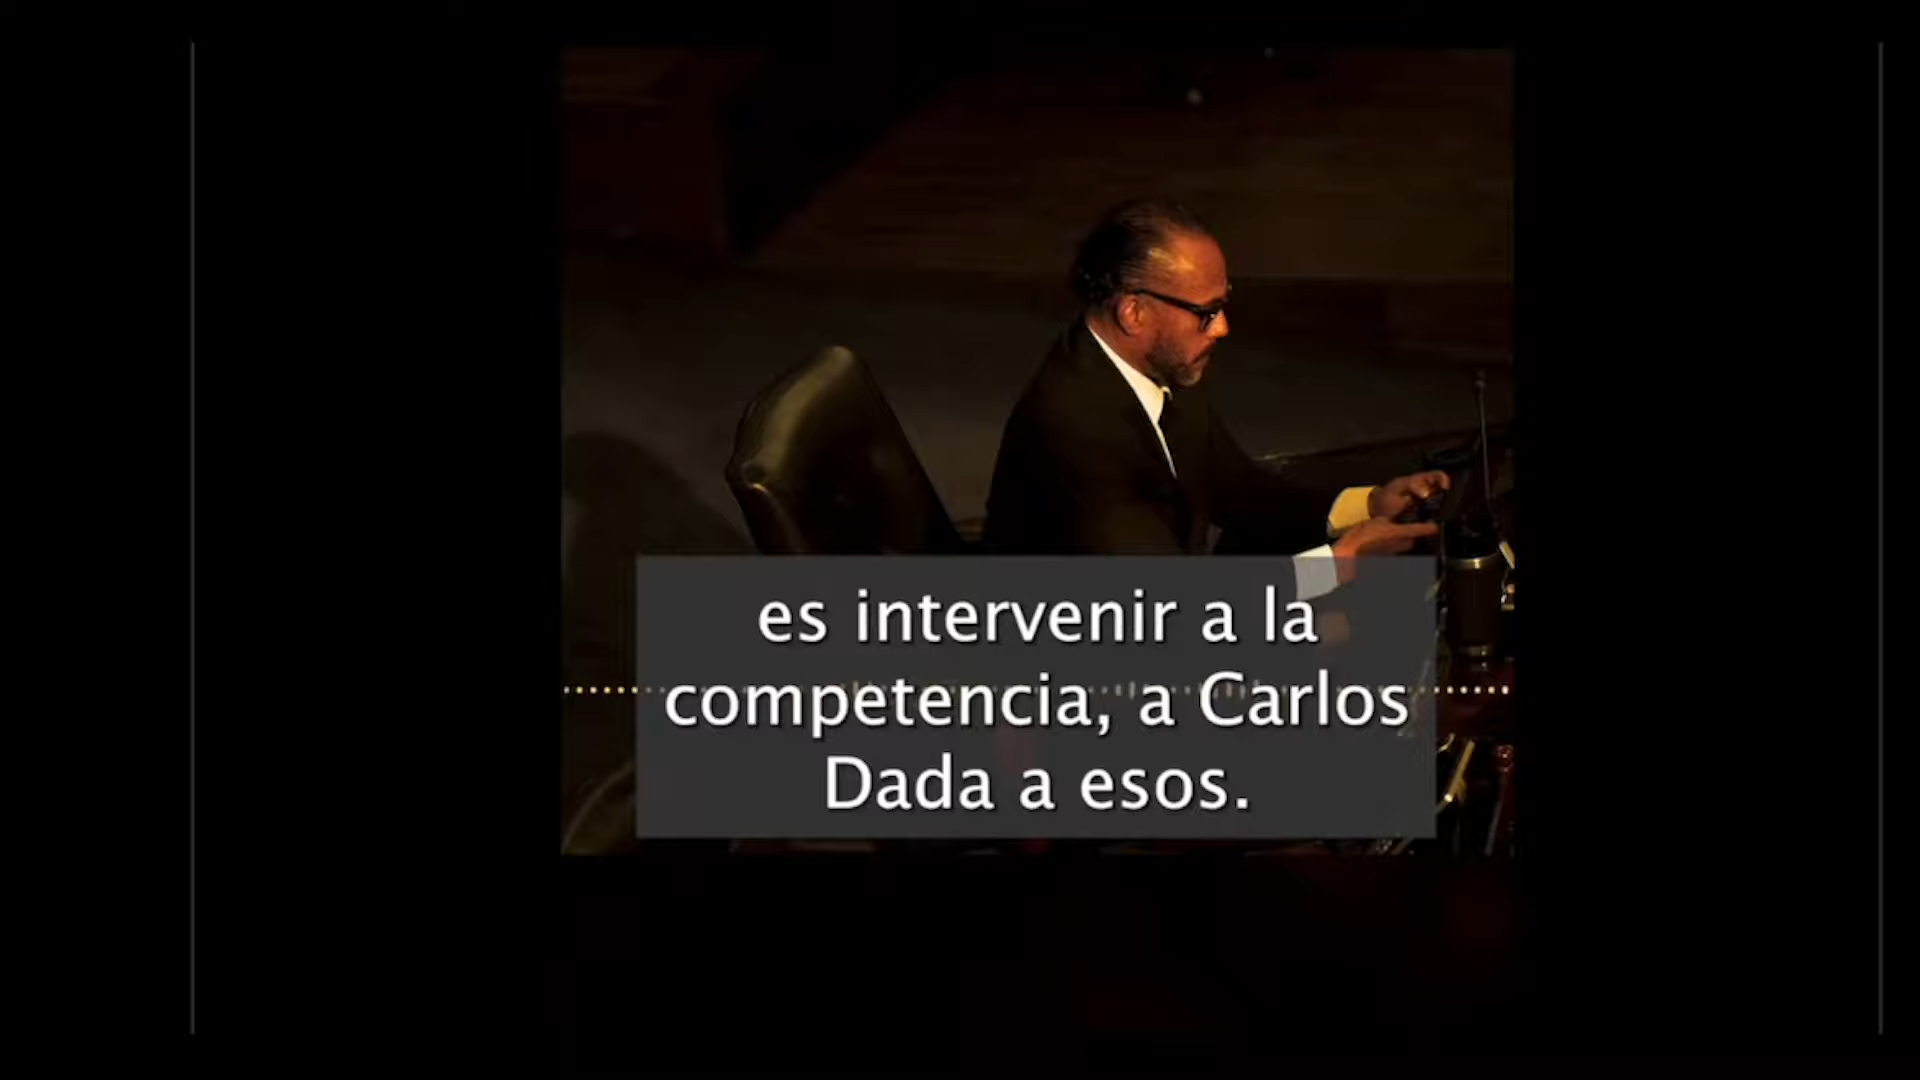 es intervenir a la
competencia, a Carlos
Dada a esos.